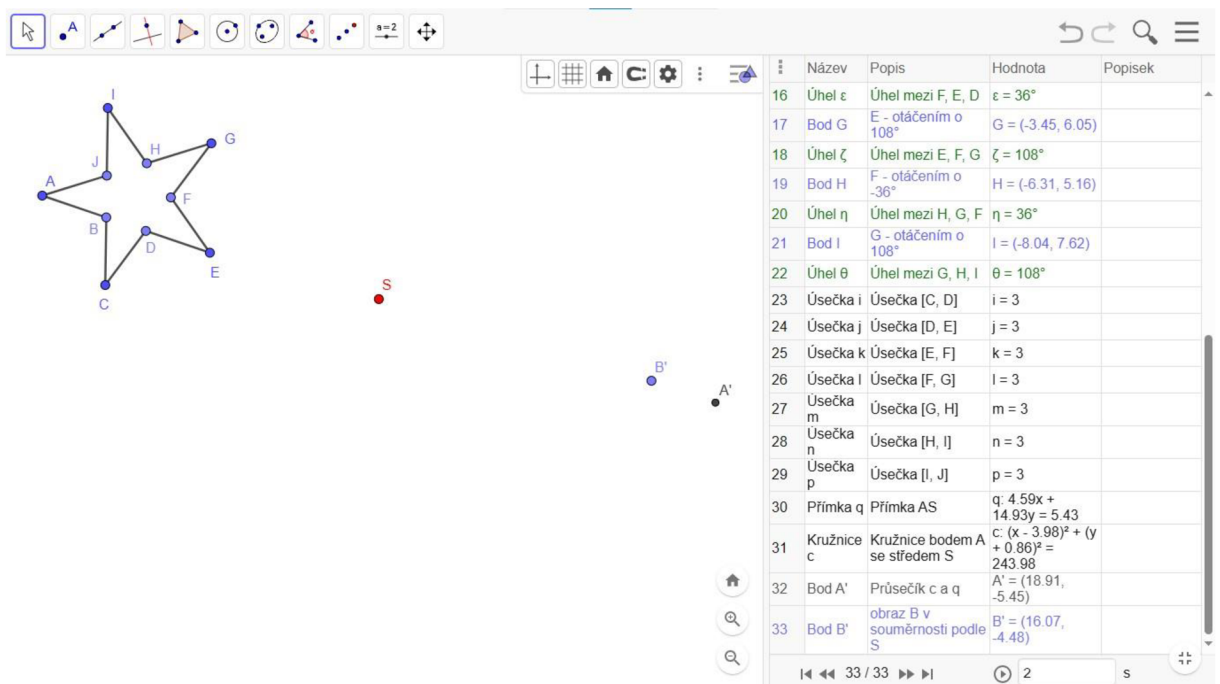 A
a=2
Název Popis Hodnota Popisek
16 Úhel ε Úhel mezi F, E, D ε = 36°
17 Bod G E - otáčením o 108° G = (-3.45, 6.05)
18 Úhel ζ Úhel mezi E, F, G ζ = 108°
19 Bod H F - otáčením o -36° H = (-6.31, 5.16)
20 Úhel η Úhel mezi H, G, F η = 36°
21 Bod I G - otáčením o 108° I = (-8.04, 7.62)
22 Úhel θ Úhel mezi G, H, I θ = 108°
23 Úsečka i Úsečka [C, D] i = 3
24 Úsečka j Úsečka [D, E] j = 3
25 Úsečka k Úsečka [E, F] k = 3
26 Úsečka l Úsečka [F, G] l = 3
27 Úsečka m Úsečka [G, H] m = 3
28 Úsečka n Úsečka [H, I] n = 3
29 Úsečka p Úsečka [I, J] p = 3
30 Přímka q Přímka AS q: 4.59x + 14.93y = 5.43
31 Kružnice c Kružnice bodem A se středem S c: (x - 3.98)² + (y + 0.86)² = 243.98
32 Bod A' Průsečík c a q A' = (18.91, -5.45)
33 Bod B' obraz B v souměrnosti podle S B' = (16.07, -4.48)
33 / 33 2 s
I
G
H
J
A
F
B
D
E
C
S
B'
A'